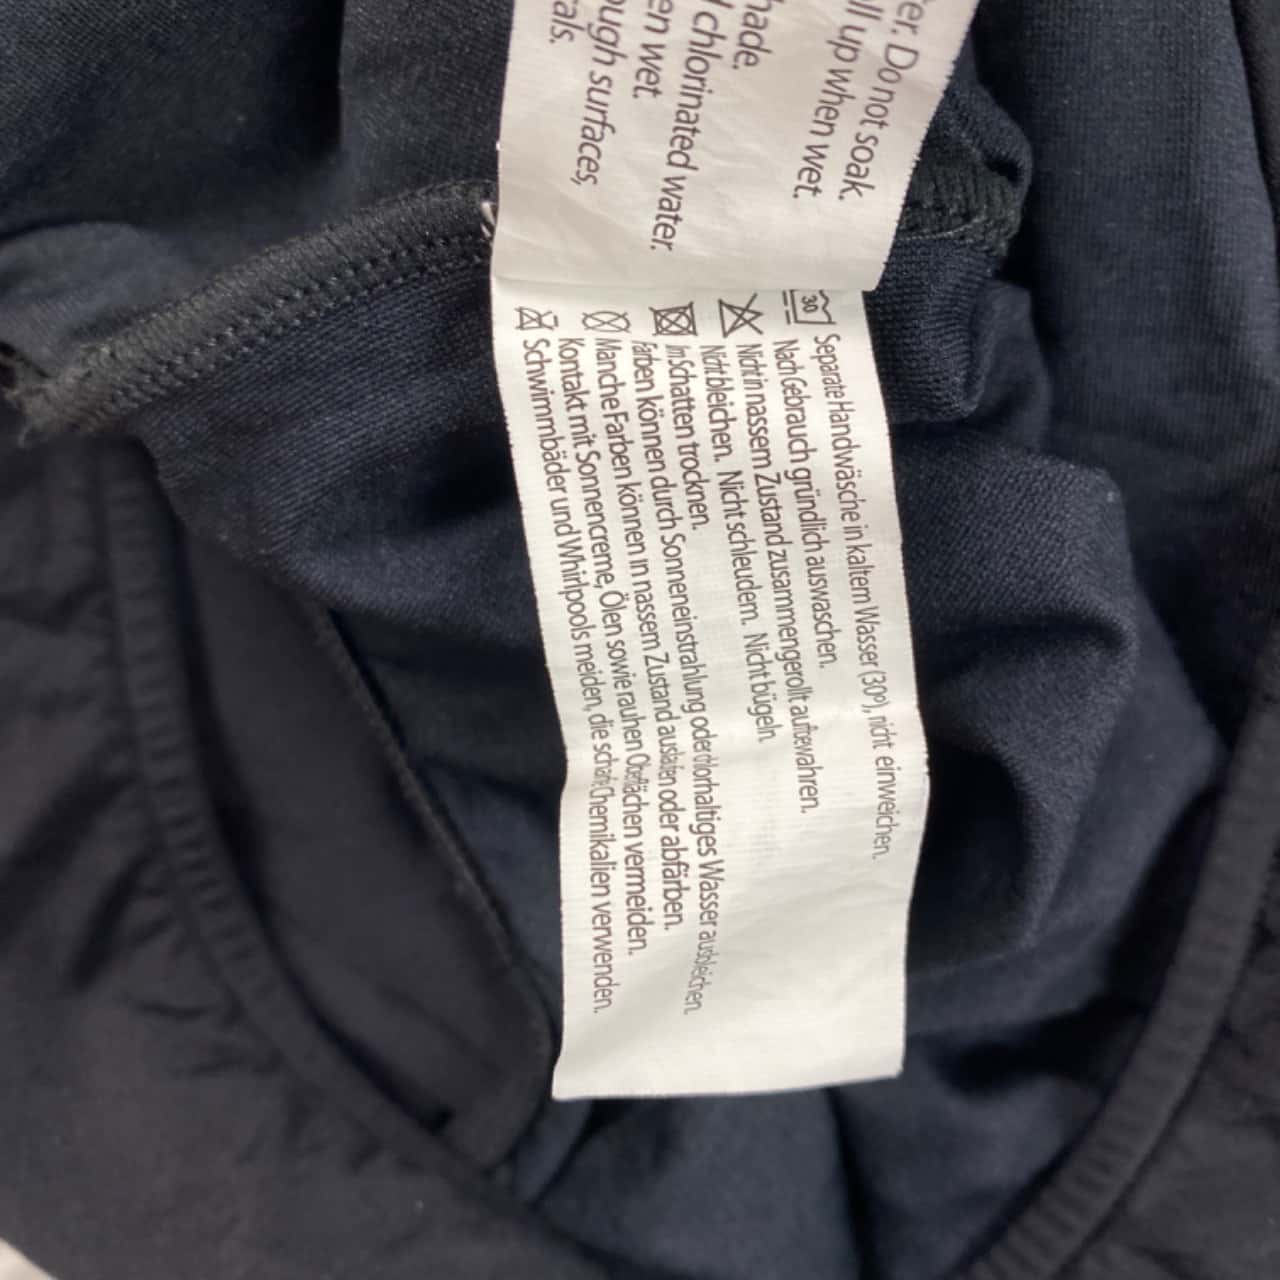 er. Do not soak.
ll up when wet.
hade.
chlorinated water.
en wet.
ough surfaces,
als.
30
Separate Handwäsche in kaltem Wasser (30º), nicht einweichen.
Nach Gebrauch gründlich auswaschen.
Nicht in nassem Zustand zusammengerollt aufbewahren.
Nicht bleichen. Nicht schleudern. Nicht bügeln.
In Schatten trocknen.
Farben können durch Sonneneinstrahlung oder chlorhaltiges Wasser ausbleichen.
Manche Farben können in nassem Zustand auslaufen oder abfärben.
Kontakt mit Sonnencreme, Ölen sowie rauhen Oberflächen vermeiden.
Schwimmbäder und Whirlpools meiden, die scharfe Chemikalien verwenden.